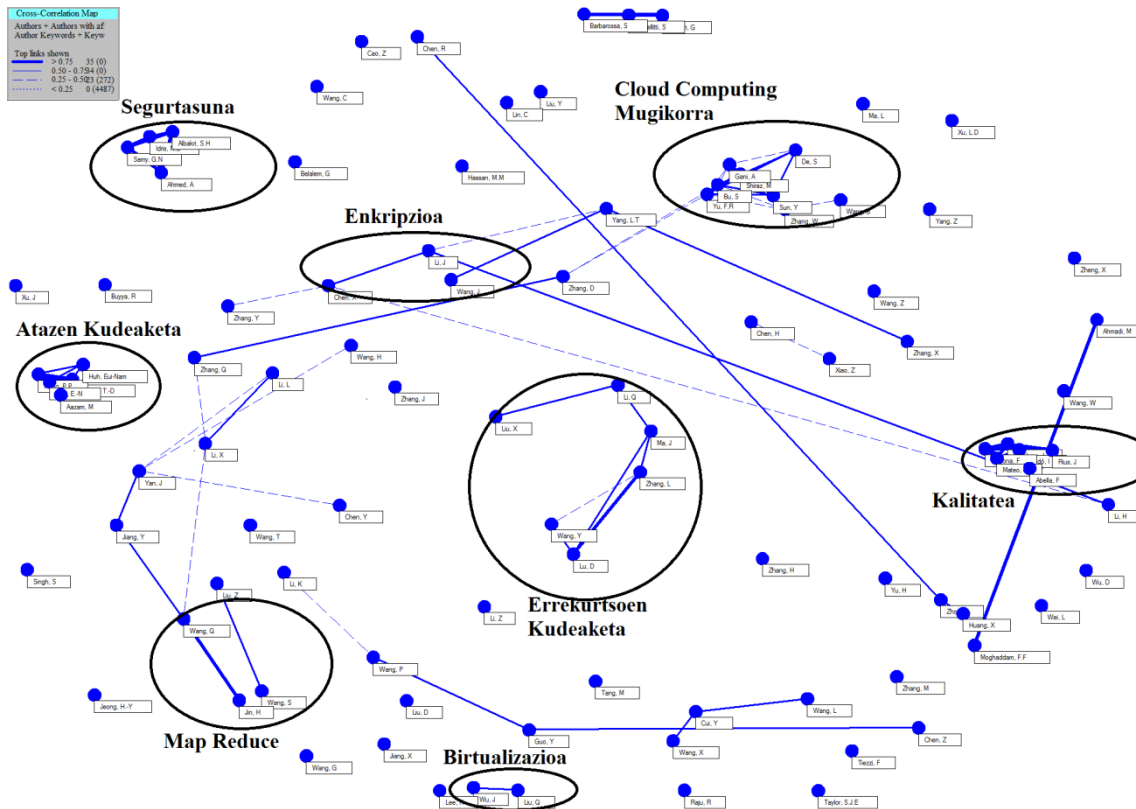 Cross-Correlation Map
Authors + Authors with af
Author Keywords + Keyw
Top links shown
> 0.75 35 (0)
0.50 - 0.75 34 (0)
0.25 - 0.50 23 (272)
< 0.25 0 (4487)
Barbarossa, S
Chen, R
Cao, Z
Wang, C
Liu, Y
Lin, C
Cloud Computing
Mugikorra
Ma, L
Xu, L.D
Segurtasuna
Abakri, S.H
Samy, G.N
Ahmed, A
Belalem, G
Hassan, M.M
De, S
Gani, A
Shiraz, M
Bu, S
Yu, F.R
Sun, Y
Zhang, W
Yang, Z
Enkripzioa
Yang, L.T
Li, J
Wang, J
Zhang, D
Zheng, X
Xu, J
Buyya, R
Zhang, Y
Wang, Z
Chen, H
Xiao, Z
Zhang, X
Ahmadi, M
Atazen Kudeaketa
Huh, Eui-Nam
T.-D
E.-N
Aazam, M
Zhang, Q
Wang, H
Li, L
Zhang, J
Li, Q
Liu, X
Ma, J
Zhang, L
Wang, Y
Lu, D
Errekurtsoen
Kudeaketa
Wang, W
Rius, J
Mateo,
Abella, F
Kalitatea
Li, H
Li, X
Yan, J
Chen, Y
Jiang, Y
Wang, T
Singh, S
Li, K
Liu, Z
Li, Z
Zhang, H
Yu, H
Wu, D
Wei, L
Huang, X
Moghaddam, F.F
Wang, Q
Wang, S
Jin, H
Map Reduce
Jeong, H.-Y
Wang, P
Liu, D
Tang, M
Zhang, M
Wang, L
Cui, Y
Wang, X
Guo, Y
Chen, Z
Jiang, X
Wang, G
Tiezzi, F
Birtualizazioa
Wu, J
Liu, Q
Raju, R
Taylor, S.J.E